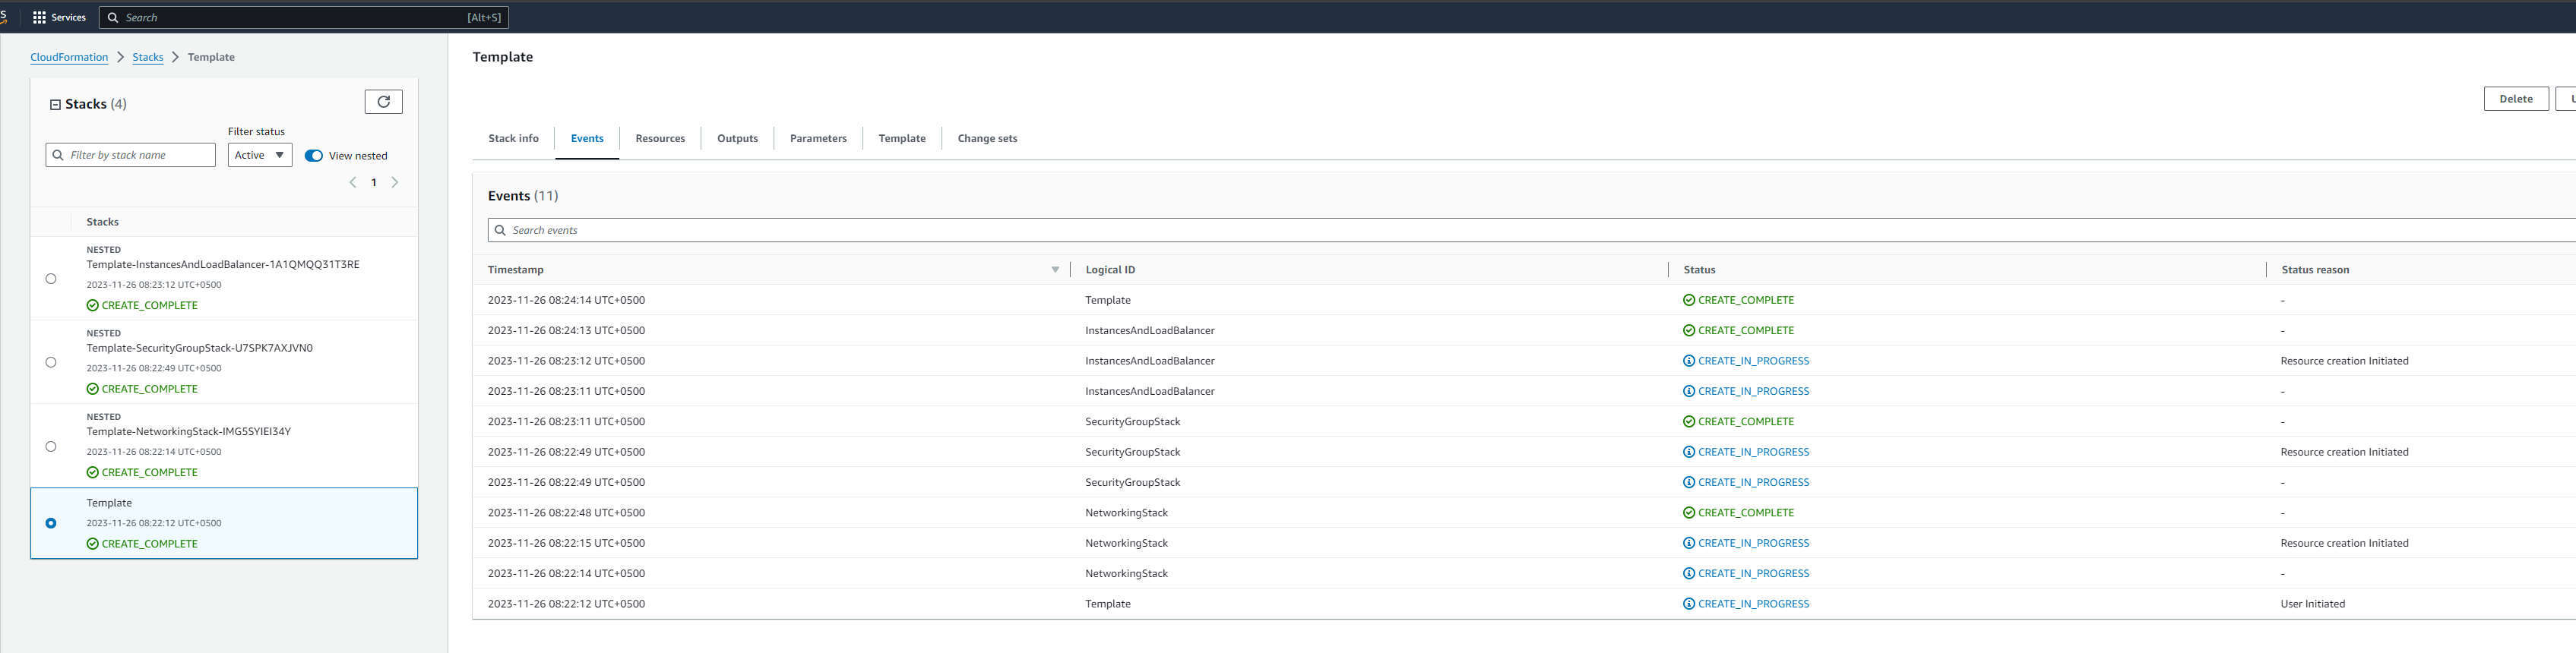 Services
Search [Alt+S]
CloudFormation > Stacks > Template
Stacks (4)
Filter status
Filter by stack name
Active
View nested
1
Stacks
NESTED
Template-InstancesAndLoadBalancer-1A1QMQQ31T3RE
2023-11-26 08:23:12 UTC+0500
CREATE_COMPLETE
NESTED
Template-SecurityGroupStack-U7SPK7AXJVN0
2023-11-26 08:22:49 UTC+0500
CREATE_COMPLETE
NESTED
Template-NetworkingStack-IMG5SYIEI34Y
2023-11-26 08:22:14 UTC+0500
CREATE_COMPLETE
Template
2023-11-26 08:22:12 UTC+0500
CREATE_COMPLETE
Template
Delete
Stack info
Events
Resources
Outputs
Parameters
Template
Change sets
Events (11)
Search events
Timestamp Logical ID Status Status reason
2023-11-26 08:24:14 UTC+0500 Template CREATE_COMPLETE -
2023-11-26 08:24:13 UTC+0500 InstancesAndLoadBalancer CREATE_COMPLETE -
2023-11-26 08:23:12 UTC+0500 InstancesAndLoadBalancer CREATE_IN_PROGRESS Resource creation Initiated
2023-11-26 08:23:11 UTC+0500 InstancesAndLoadBalancer CREATE_IN_PROGRESS -
2023-11-26 08:23:11 UTC+0500 SecurityGroupStack CREATE_COMPLETE -
2023-11-26 08:22:49 UTC+0500 SecurityGroupStack CREATE_IN_PROGRESS Resource creation Initiated
2023-11-26 08:22:49 UTC+0500 SecurityGroupStack CREATE_IN_PROGRESS -
2023-11-26 08:22:48 UTC+0500 NetworkingStack CREATE_COMPLETE -
2023-11-26 08:22:15 UTC+0500 NetworkingStack CREATE_IN_PROGRESS Resource creation Initiated
2023-11-26 08:22:14 UTC+0500 NetworkingStack CREATE_IN_PROGRESS -
2023-11-26 08:22:12 UTC+0500 Template CREATE_IN_PROGRESS User Initiated